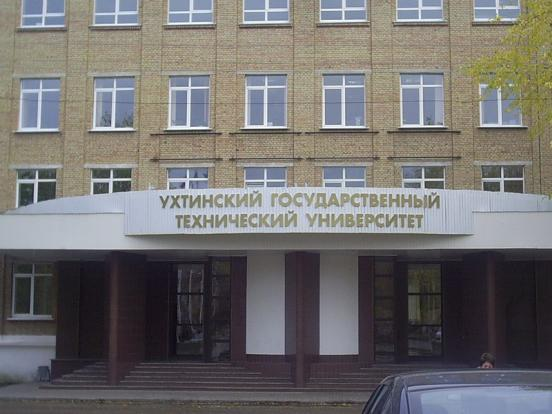 УХТИНСКИЙ ГОСУДАРСТВЕННЫЙ
ТЕХНИЧЕСКИЙ УНИВЕРСИТЕТ